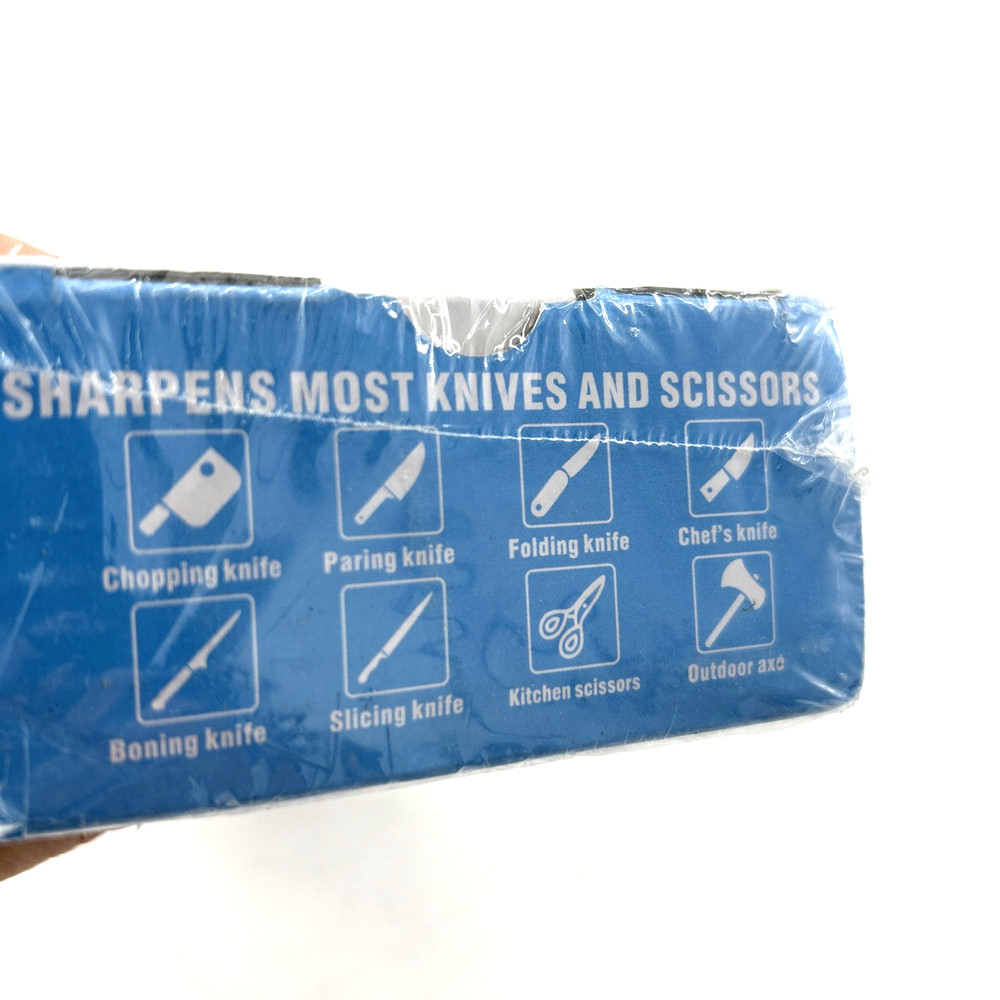 SHARPENS MOST KNIVES AND SCISSORS
Chopping knife Paring knife Folding knife Chef's knife
Boning knife Slicing knife Kitchen scissors Outdoor axe